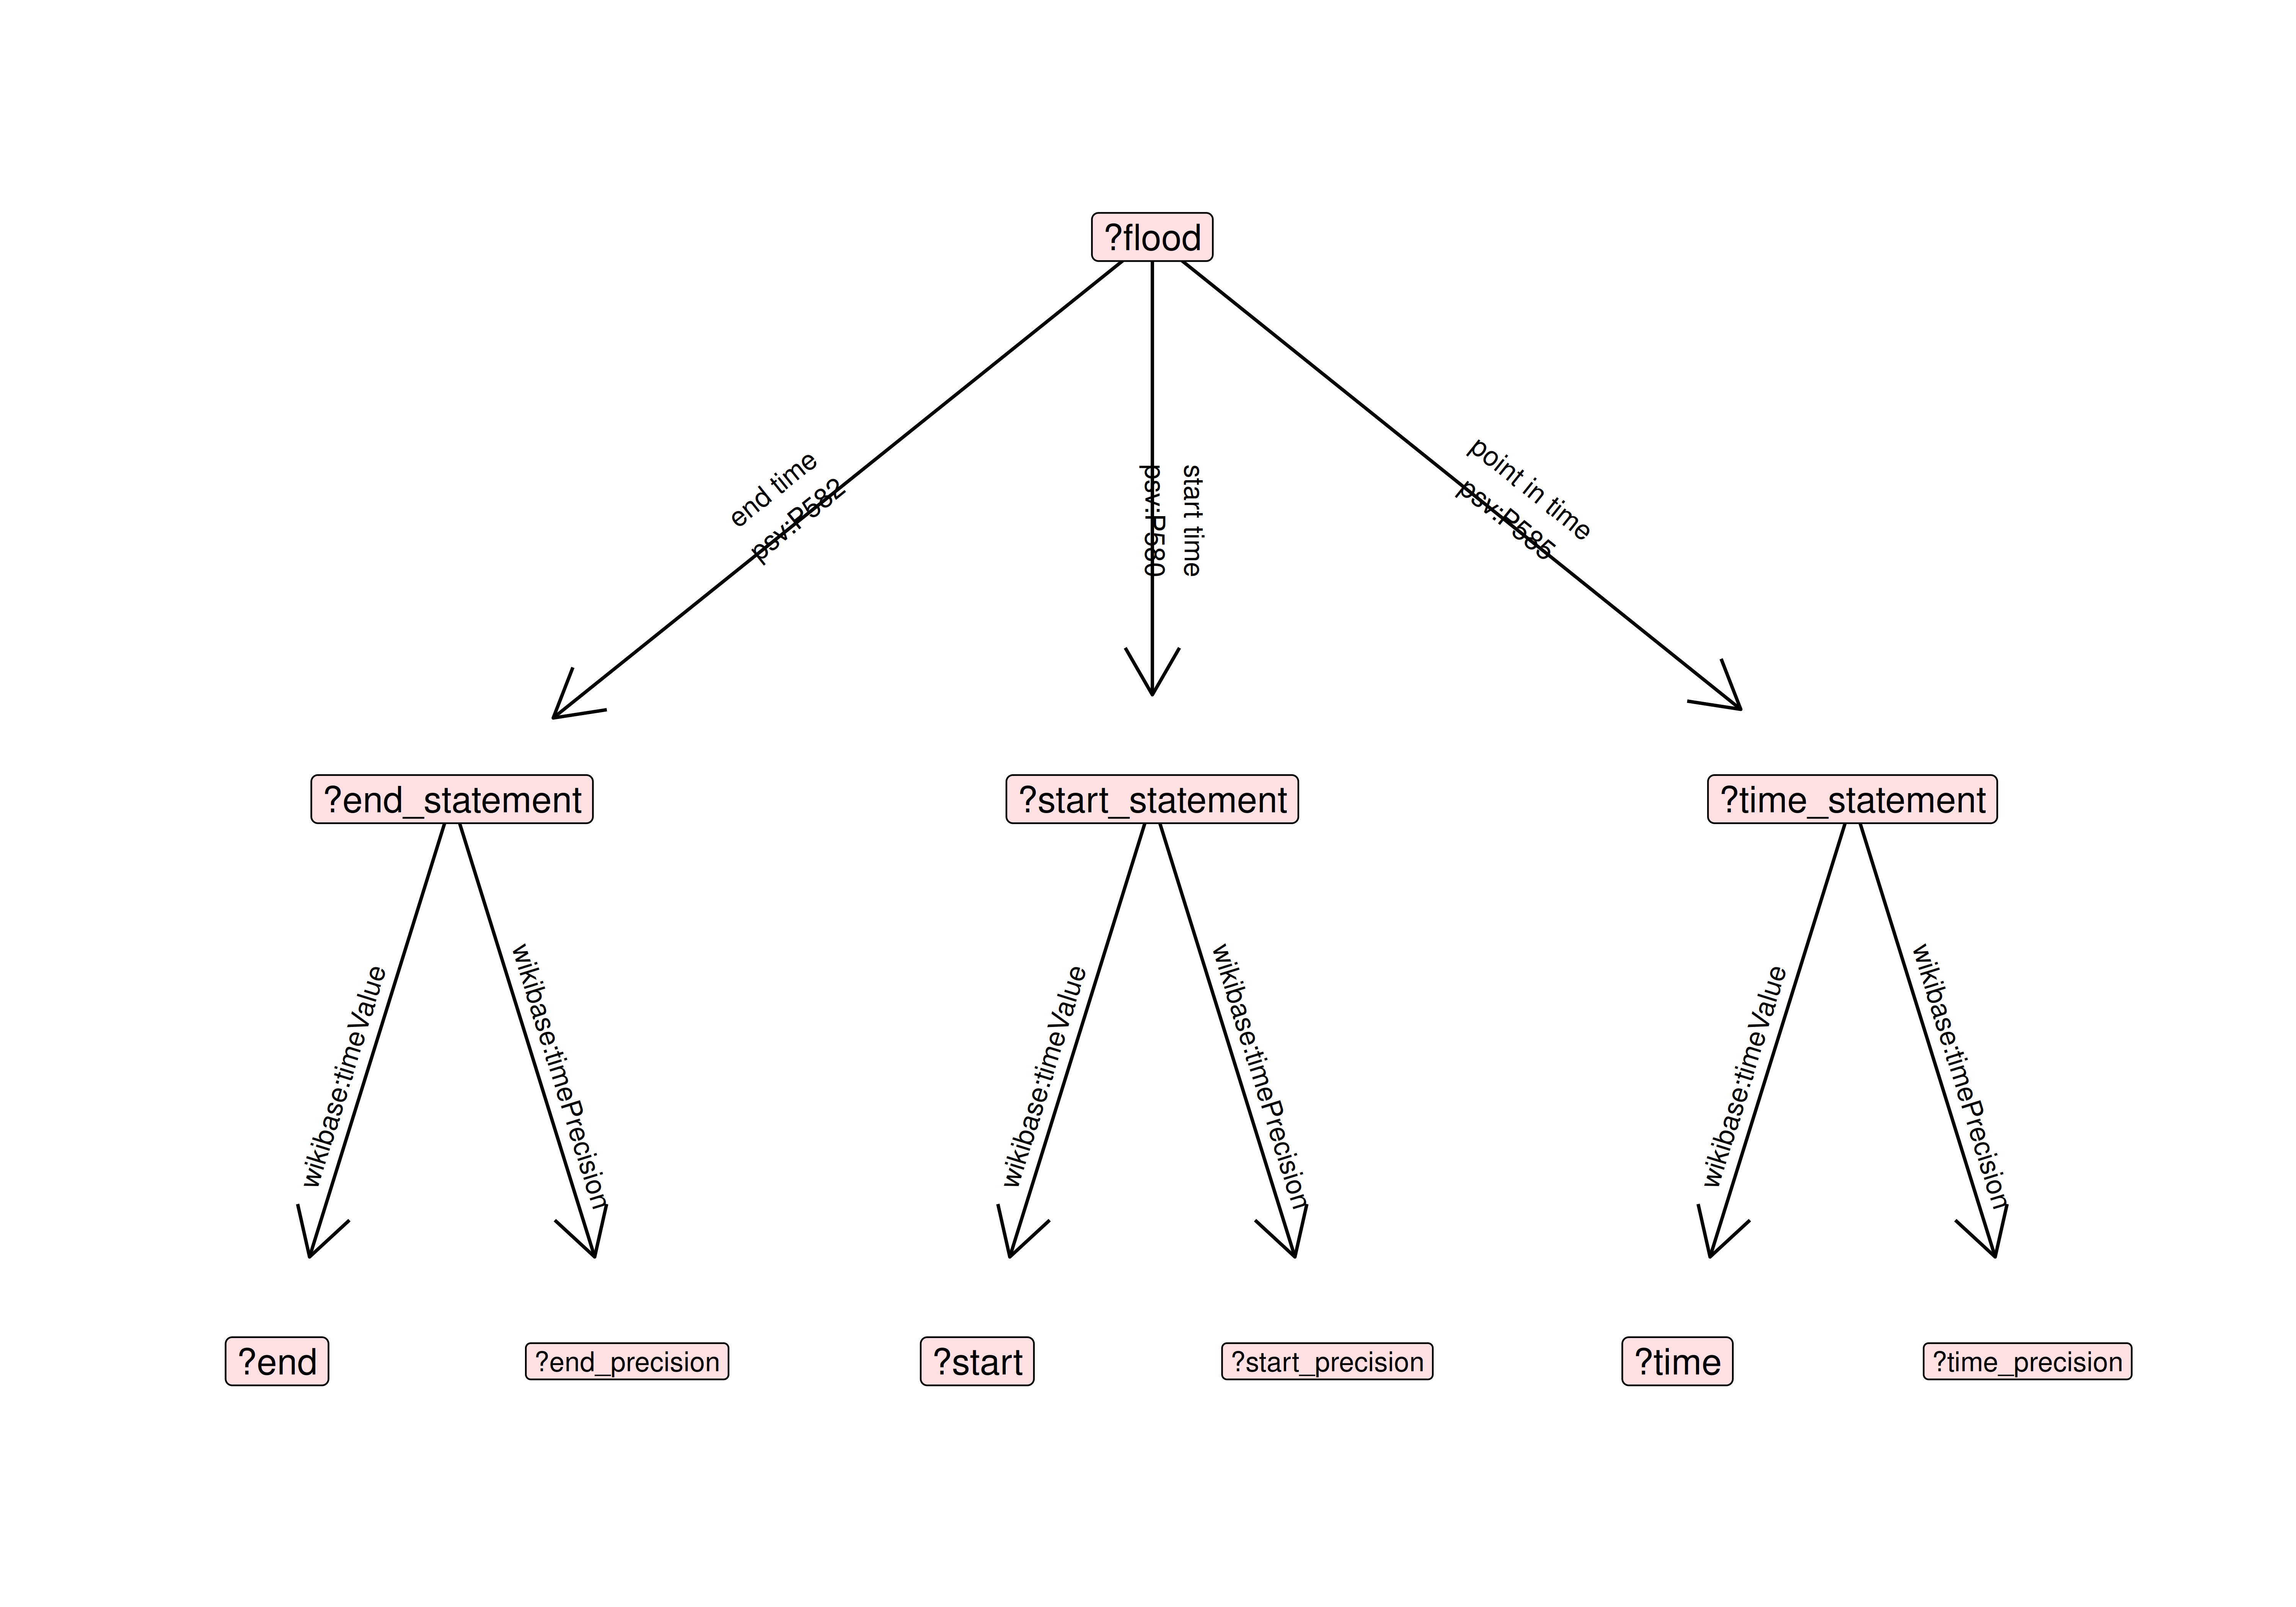 ?flood
end time
psv:P582
start time
psv:P580
point in time
psv:P585
?end_statement
?start_statement
?time_statement
wikibase:timeValue
wikibase:timePrecision
wikibase:timeValue
wikibase:timePrecision
wikibase:timeValue
wikibase:timePrecision
?end
?end_precision
?start
?start_precision
?time
?time_precision